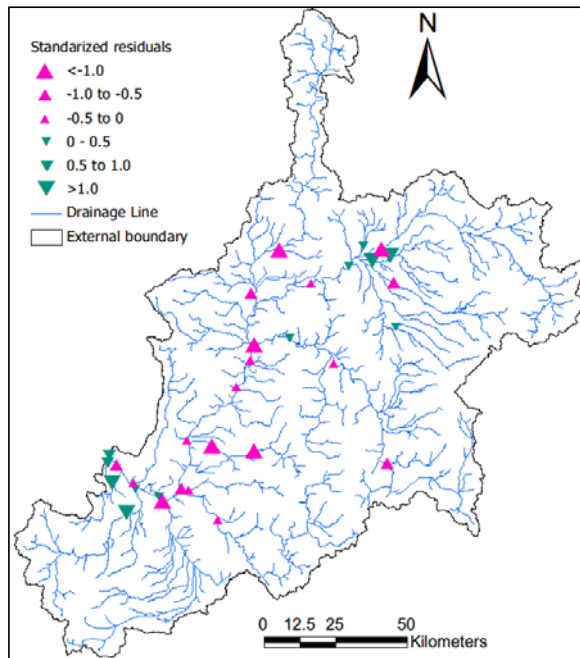 N
Standarized residuals
<-1.0
-1.0 to -0.5
-0.5 to 0
0 - 0.5
0.5 to 1.0
>1.0
Drainage Line
External boundary
0 12.5 25 50
Kilometers